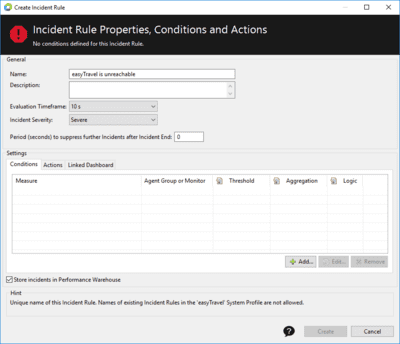 Create Incident Rule
Incident Rule Properties, Conditions and Actions
No conditions defined for this Incident Rule.
General
Name: easyTravel is unreachable
Description:
Evaluation Timeframe: 10 s
Incident Severity: Severe
Period (seconds) to suppress further Incidents after Incident End: 0
Settings
Conditions Actions Linked Dashboard
Measure Agent Group or Monitor Threshold Aggregation Logic
Add... Edit... Remove
Store incidents in Performance Warehouse
Hint
Unique name of this Incident Rule. Names of existing Incident Rules in the 'easyTravel' System Profile are not allowed.
? Create Cancel